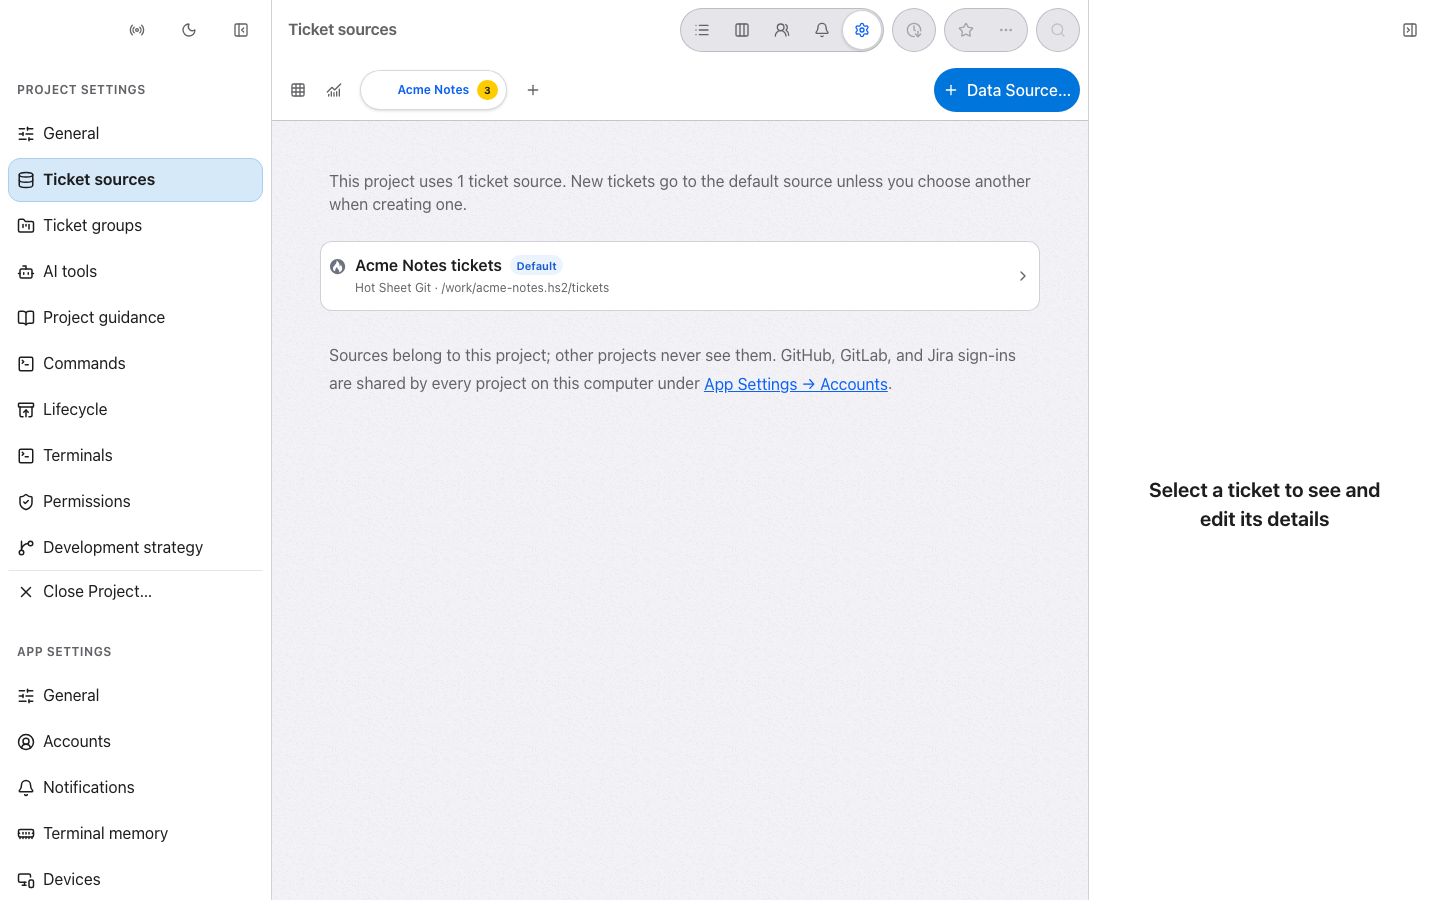 PROJECT SETTINGS
General
Ticket sources
Ticket groups
AI tools
Project guidance
Commands
Lifecycle
Terminals
Permissions
Development strategy
Close Project...
APP SETTINGS
General
Accounts
Notifications
Terminal memory
Devices
Ticket sources
Acme Notes 3
+ Data Source...
This project uses 1 ticket source. New tickets go to the default source unless you choose another
when creating one.
Acme Notes tickets Default
Hot Sheet Git · /work/acme-notes.hs2/tickets
Sources belong to this project; other projects never see them. GitHub, GitLab, and Jira sign-ins
are shared by every project on this computer under App Settings → Accounts.
Select a ticket to see and
edit its details